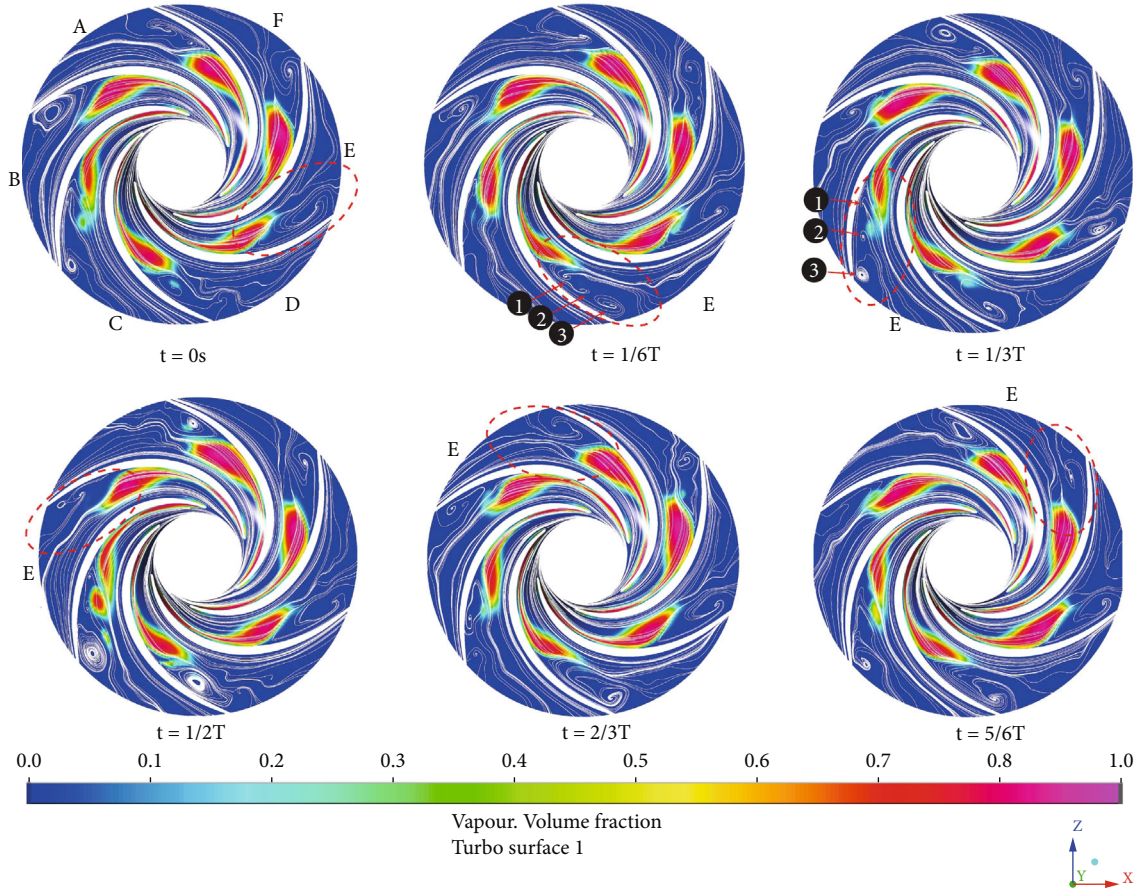 A
F
B
E
C
D
t = 0s
1
2
3
E
t = 1/6T
1
2
3
E
t = 1/3T
E
t = 1/2T
E
t = 2/3T
E
t = 5/6T
0.0 0.1 0.2 0.3 0.4 0.5 0.6 0.7 0.8 0.9 1.0
Vapour. Volume fraction
Turbo surface 1
Z
Y
X